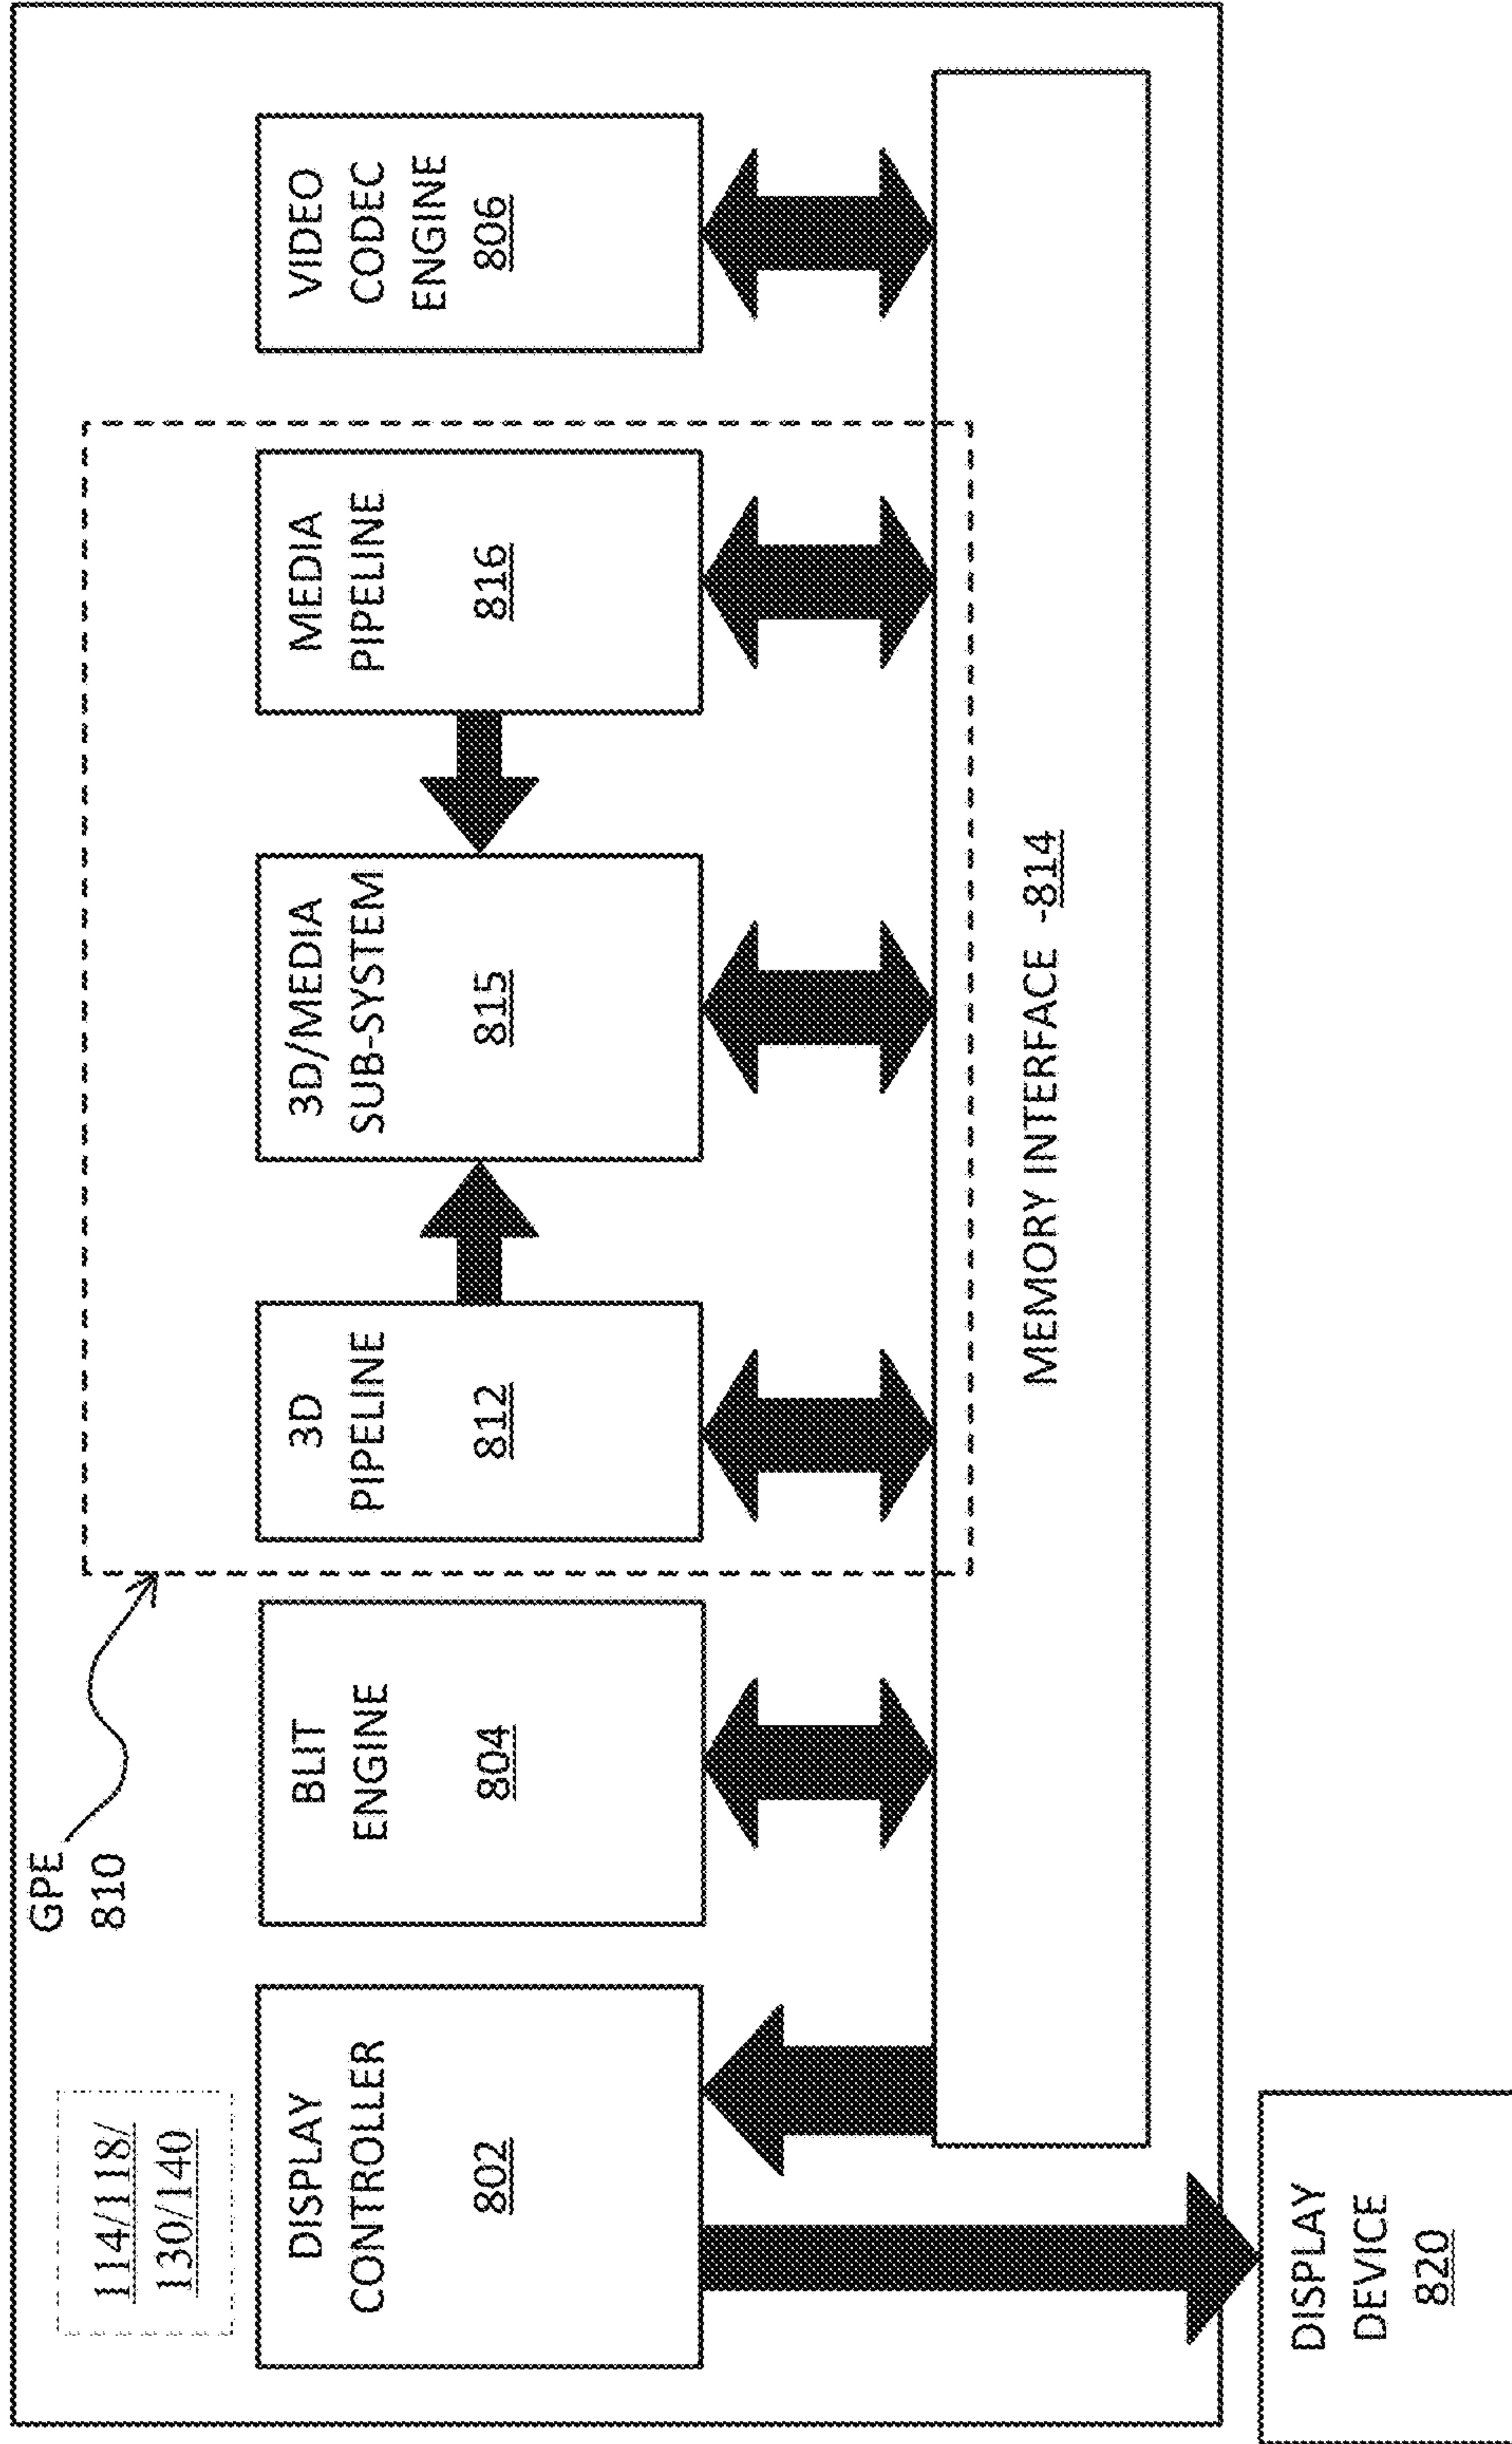 114/118/
130/140
GPE
810
DISPLAY
CONTROLLER
802
BLIT
ENGINE
804
3D
PIPELINE
812
3D/MEDIA
SUB-SYSTEM
815
MEDIA
PIPELINE
816
VIDEO
CODEC
ENGINE
806
MEMORY INTERFACE -814
DISPLAY
DEVICE
820